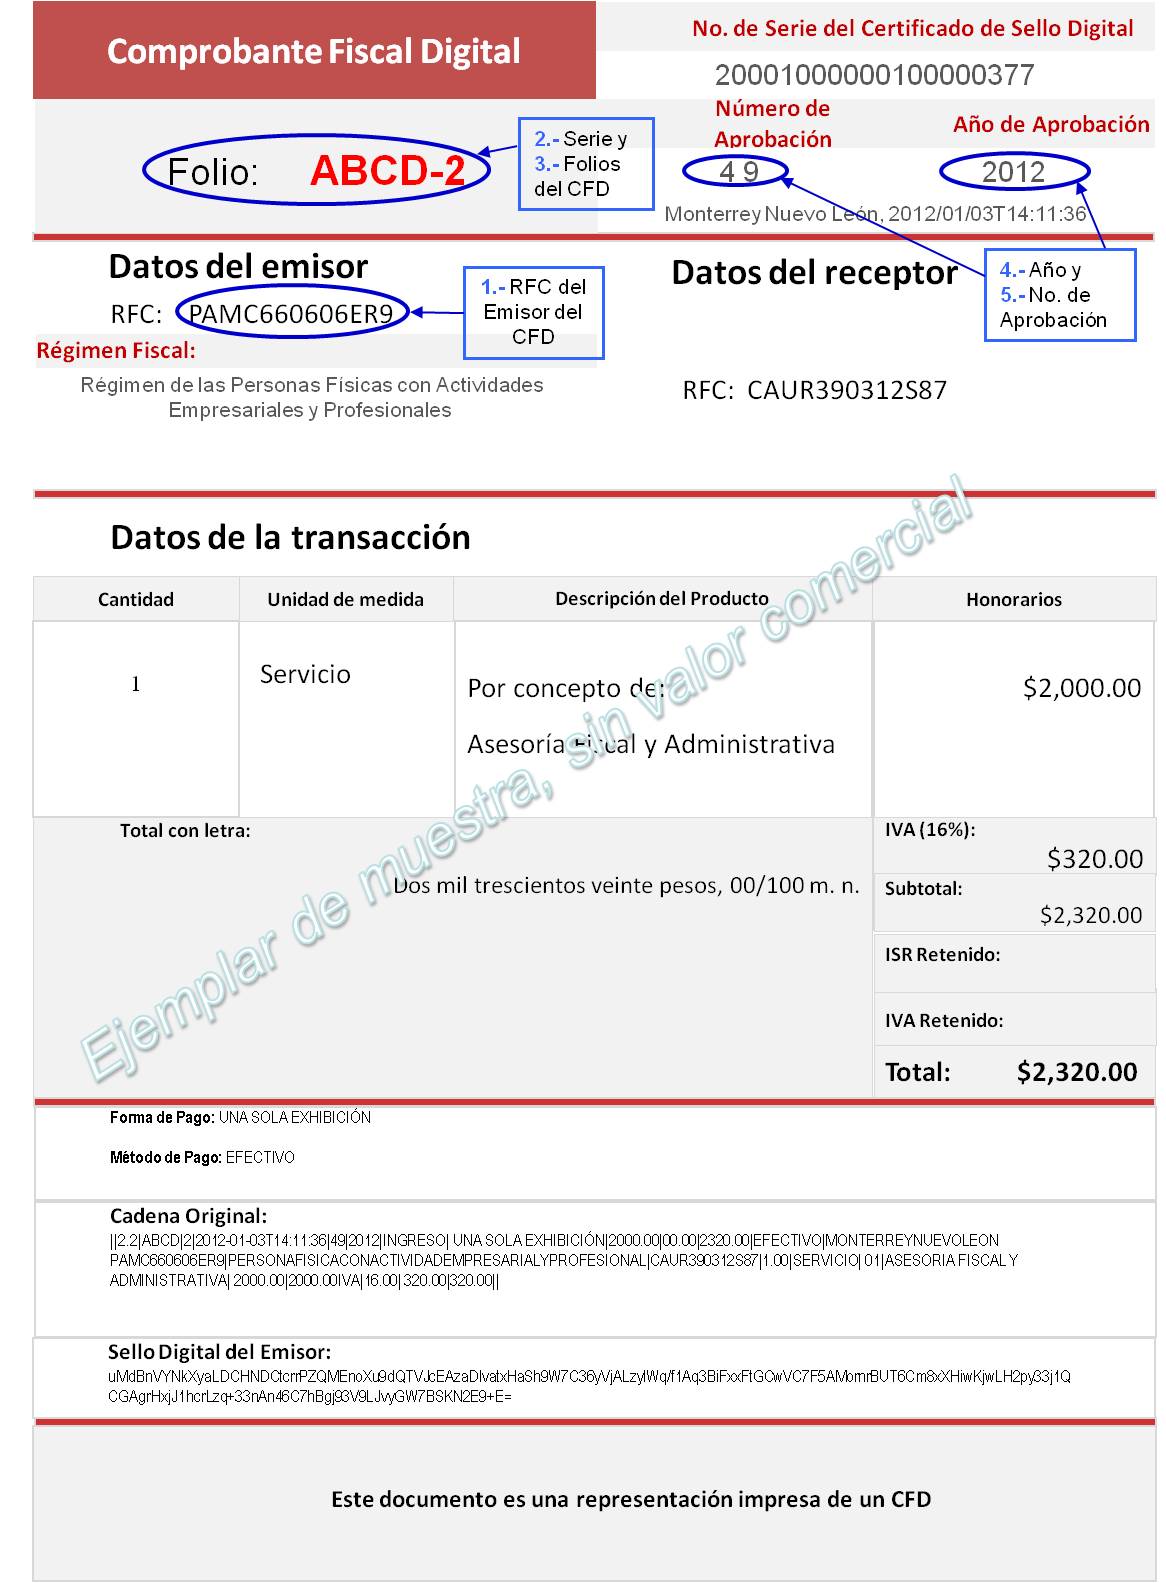 Comprobante Fiscal Digital
No. de Serie del Certificado de Sello Digital
20001000000100000377
Número de
Aprobación
Año de Aprobación
Folio: ABCD-2
2.- Serie y
3.- Folios
del CFD
4 9
2012
Monterrey Nuevo León, 2012/01/03T14:11:36
Datos del emisor
RFC: PAMC660606ER9
1.- RFC del
Emisor del
CFD
Datos del receptor
4.- Año y
5.- No. de
Aprobación
Régimen Fiscal:
Régimen de las Personas Físicas con Actividades
Empresariales y Profesionales
RFC: CAUR390312S87
Datos de la transacción
Cantidad Unidad de medida Descripción del Producto Honorarios
1 Servicio Por concepto de: $2,000.00
Asesoría Fiscal y Administrativa
Ejemplar de muestra, sin valor comercial
Total con letra:
Dos mil trescientos veinte pesos, 00/100 m. n.
IVA (16%):
$320.00
Subtotal:
$2,320.00
ISR Retenido:
IVA Retenido:
Total: $2,320.00
Forma de Pago: UNA SOLA EXHIBICIÓN
Método de Pago: EFECTIVO
Cadena Original:
||2.2|ABCD|2|2012-01-03T14:11:36|49|2012|INGRESO| UNA SOLA EXHIBICIÓN|2000.00|00.00|2320.00|EFECTIVO|MONTERREYNUEVOLEON
PAMC660606ER9|PERSONAFISICACONACTIVIDADEMPRESARIALYPROFESIONAL|CAUR390312S87|1.00|SERVICIO| 01|ASESORIA FISCAL Y
ADMINISTRATIVA| 2000.00|2000.00IVA|16.00| 320.00|320.00||
Sello Digital del Emisor:
Este documento es una representación impresa de un CFD